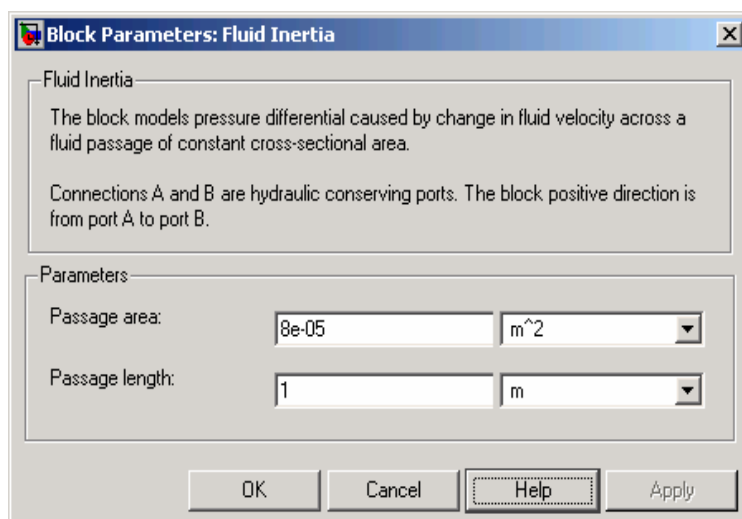 Block Parameters: Fluid Inertia
Fluid Inertia
The block models pressure differential caused by change in fluid velocity across a
fluid passage of constant cross-sectional area.
Connections A and B are hydraulic conserving ports. The block positive direction is
from port A to port B.
Parameters
Passage area: 8e-05 m^2
Passage length: 1 m
OK Cancel Help Apply